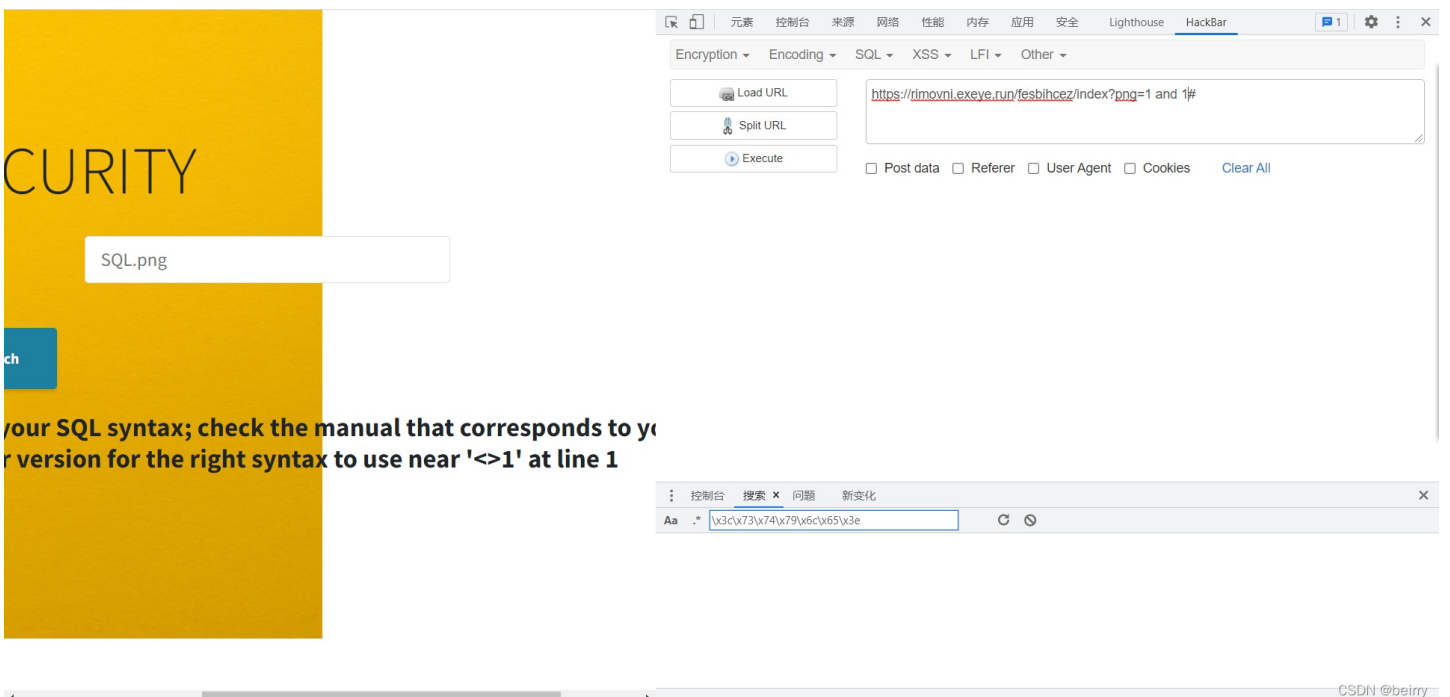 CURITY
SQL.png
ch
your SQL syntax; check the manual that corresponds to yo
r version for the right syntax to use near '<>1' at line 1
元素 控制台 来源 网络 性能 内存 应用 安全 Lighthouse HackBar 1
Encryption Encoding SQL XSS LFI Other
Load URL
https://rimovni.exeye.run/fesbihcez/index?png=1 and 1#
Split URL
Execute
Post data Referer User Agent Cookies Clear All
控制台 搜索 × 问题 新变化
Aa .* \x3c\x73\x74\x79\x6c\x65\x3e
CSDN @beirry